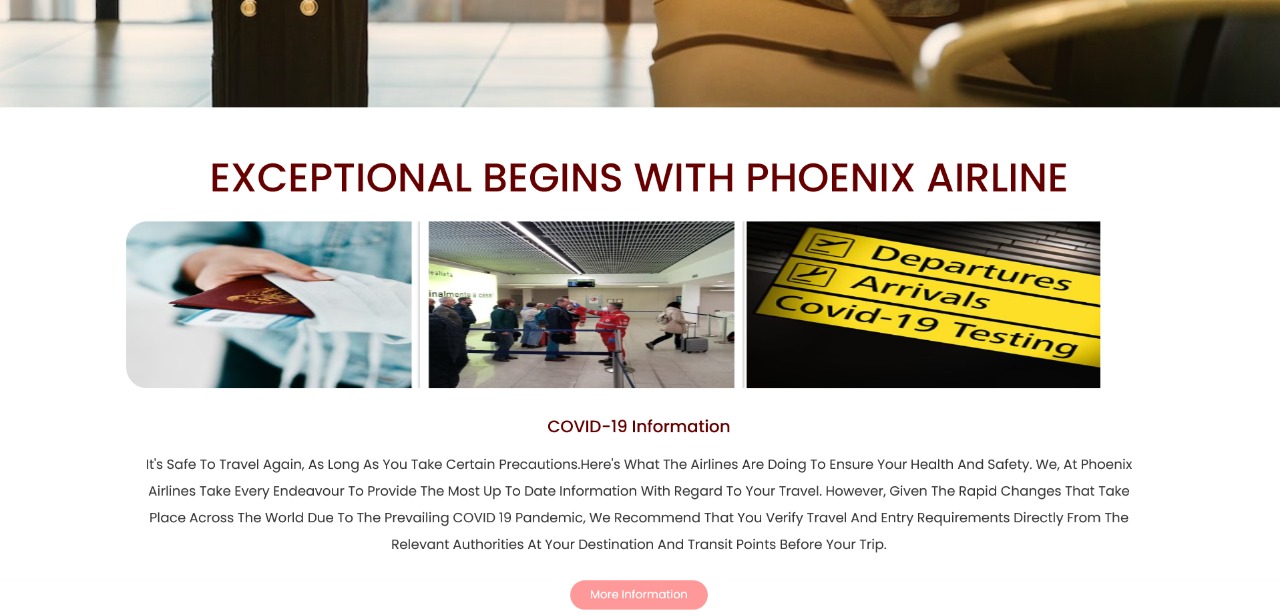 EXCEPTIONAL BEGINS WITH PHOENIX AIRLINE
Departures
Arrivals
Covid-19 Testing
COVID-19 Information
It's Safe To Travel Again, As Long As You Take Certain Precautions.Here's What The Airlines Are Doing To Ensure Your Health And Safety. We, At Phoenix
Airlines Take Every Endeavour To Provide The Most Up To Date Information With Regard To Your Travel. However, Given The Rapid Changes That Take
Place Across The World Due To The Prevailing COVID 19 Pandemic, We Recommend That You Verify Travel And Entry Requirements Directly From The
Relevant Authorities At Your Destination And Transit Points Before Your Trip.
More Information